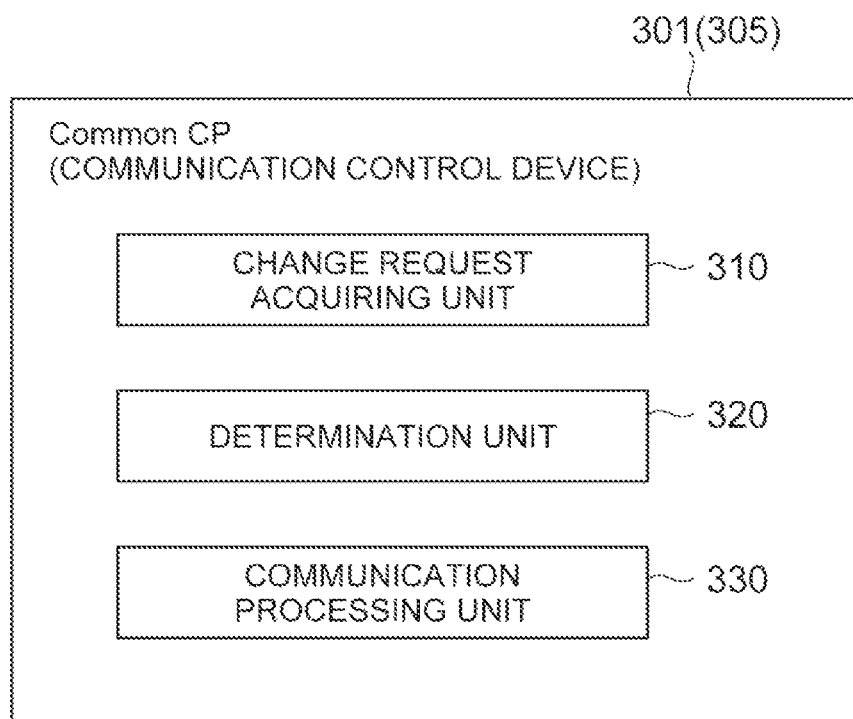 301(305)
Common CP
(COMMUNICATION CONTROL DEVICE)
CHANGE REQUEST
ACQUIRING UNIT
310
DETERMINATION UNIT
320
COMMUNICATION
PROCESSING UNIT
330